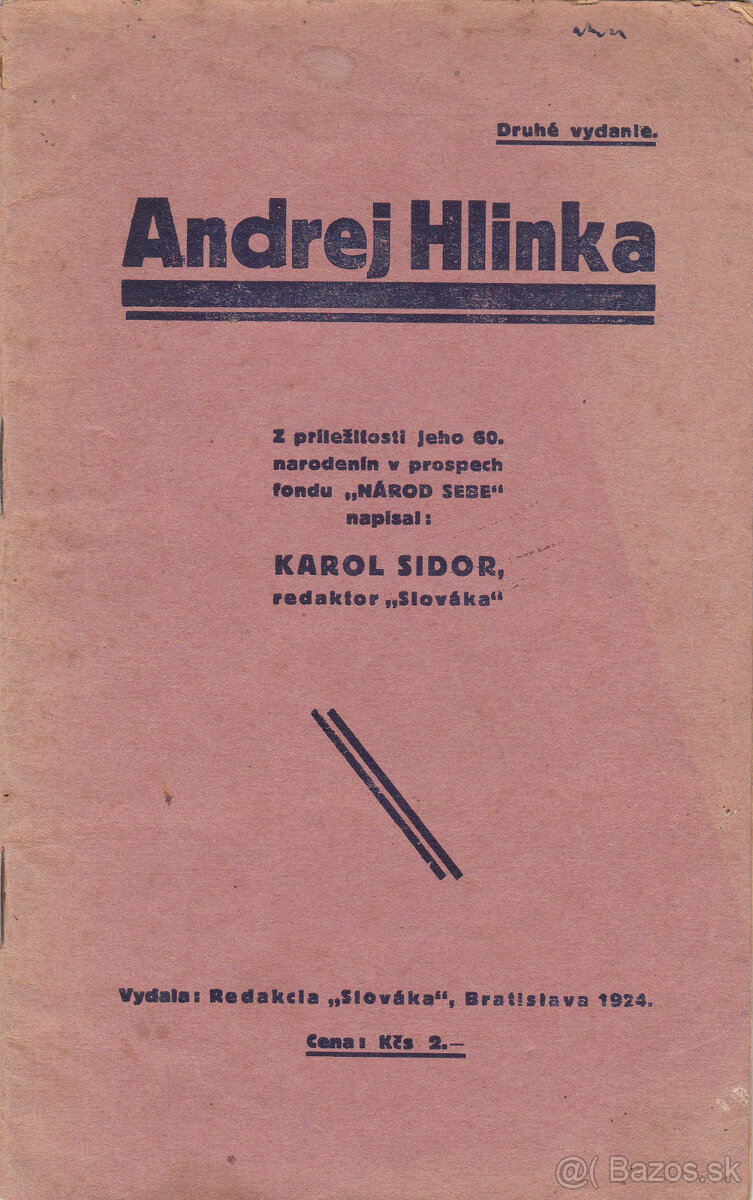 Druhé vydanie.
Andrej Hlinka
Z príležitosti jeho 60.
narodenín v prospech
fondu „NÁROD SEBE“
napísal:
KAROL SIDOR,
redaktor „Slováka“
Vydala: Redakcia „Slováka“, Bratislava 1924.
Cena: Kčs 2.—
@( Bazos.sk